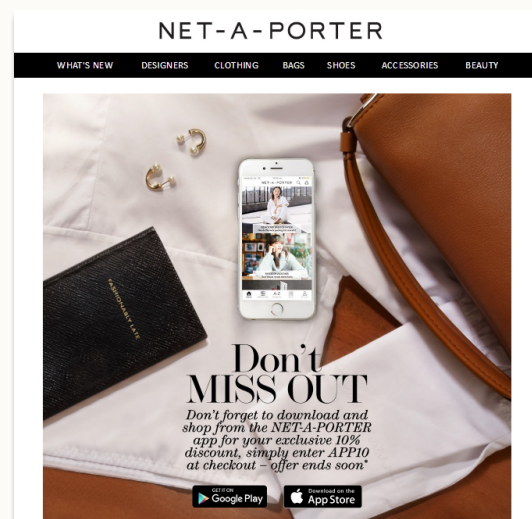 NET-A-PORTER
WHAT'S NEW DESIGNERS CLOTHING BAGS SHOES ACCESSORIES BEAUTY
NET-A-PORTER
FASHIONABLY LATE
Don't
MISS OUT
Don't forget to download and
shop from the NET-A-PORTER
app for your exclusive 10%
discount, simply enter APP10
at checkout – offer ends soon*
GET IT ON
Google Play
Download on the
App Store